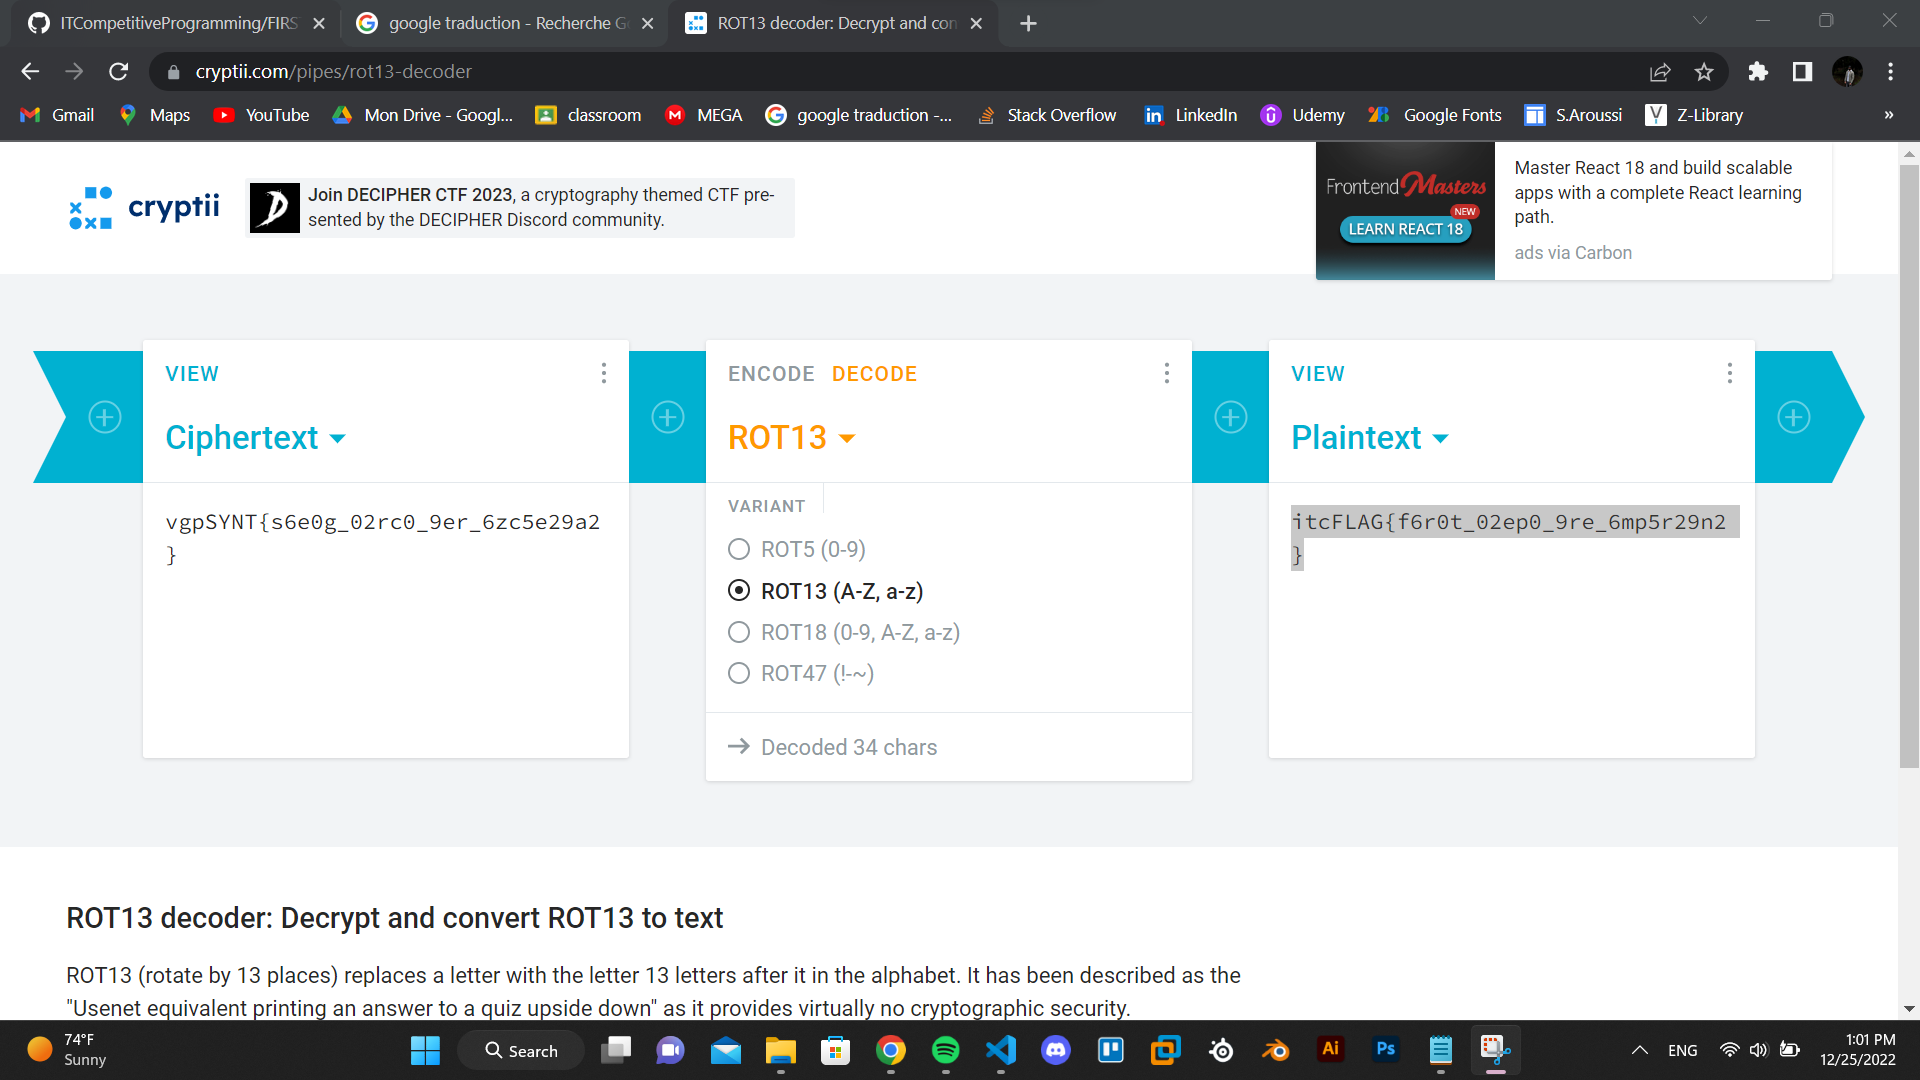 ITCompetitiveProgramming/FIRS
google traduction - Recherche G
ROT13 decoder: Decrypt and con
cryptii.com/pipes/rot13-decoder
Gmail
Maps
YouTube
Mon Drive - Googl...
classroom
MEGA
google traduction -...
Stack Overflow
LinkedIn
Udemy
Google Fonts
S.Aroussi
Z-Library
»
cryptii
Join DECIPHER CTF 2023, a cryptography themed CTF pre-
sented by the DECIPHER Discord community.
Frontend Masters
NEW
LEARN REACT 18
Master React 18 and build scalable
apps with a complete React learning
path.
ads via Carbon
VIEW
Ciphertext
vgpSYNT{s6e0g_02rc0_9er_6zc5e29a2
}
ENCODE DECODE
ROT13
VARIANT
ROT5 (0-9)
ROT13 (A-Z, a-z)
ROT18 (0-9, A-Z, a-z)
ROT47 (!-~)
Decoded 34 chars
VIEW
Plaintext
itcFLAG{f6r0t_02ep0_9re_6mp5r29n2
}
ROT13 decoder: Decrypt and convert ROT13 to text
ROT13 (rotate by 13 places) replaces a letter with the letter 13 letters after it in the alphabet. It has been described as the
"Usenet equivalent printing an answer to a quiz upside down" as it provides virtually no cryptographic security.
74°F
Sunny
Search
Ai
Ps
ENG
1:01 PM
12/25/2022